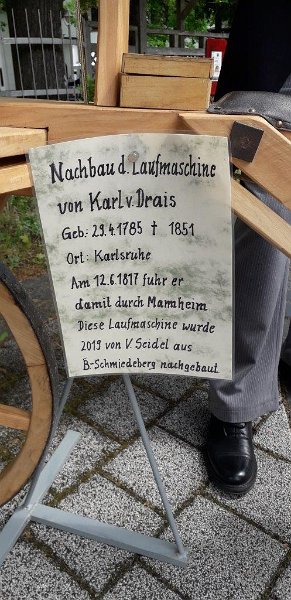 Nachbau d. Laufmaschine
von Karl v Drais
Geb.: 29.4.1785 † 1851
Ort: Karlsruhe
Am 12.6.1817 fuhr er
damit durch Mannheim
Diese Laufmaschine wurde
2019 von V. Seidel aus
B-Schmiedeberg nachgebaut